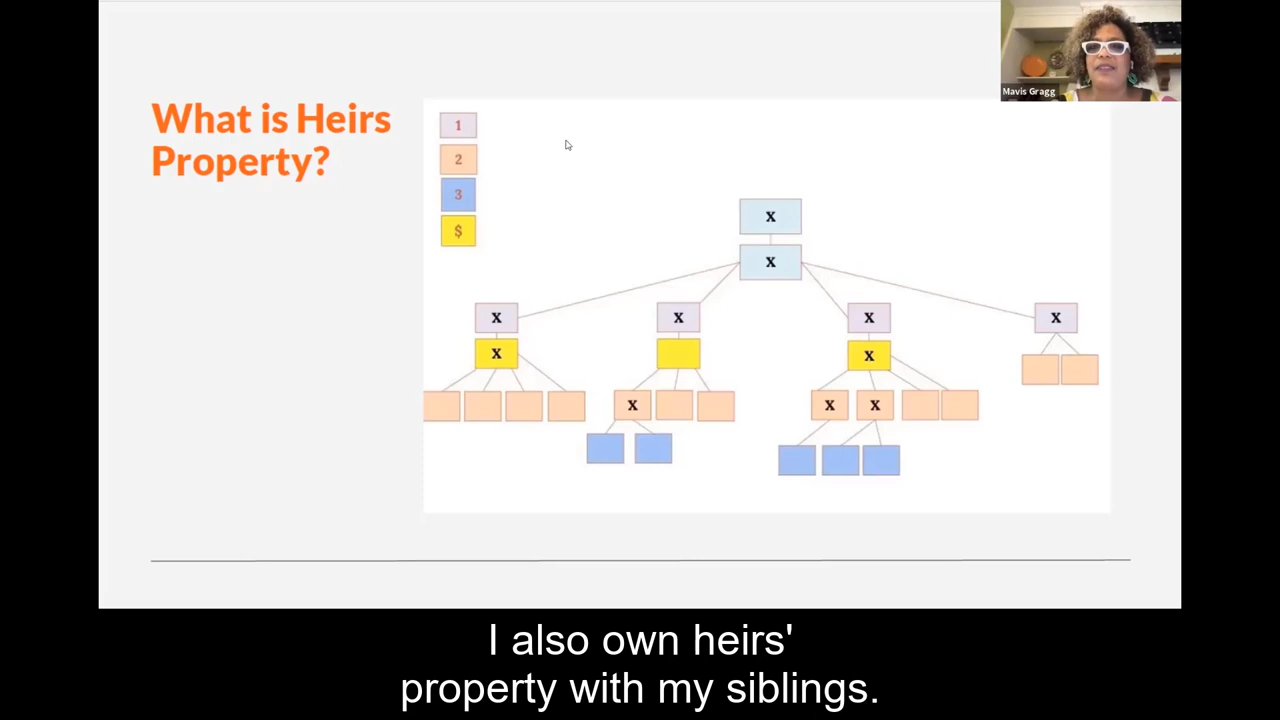 Mavis Gragg
What is Heirs
Property?
1
2
3
$
X
X
X X X X
X X
X X X
I also own heirs'
property with my siblings.